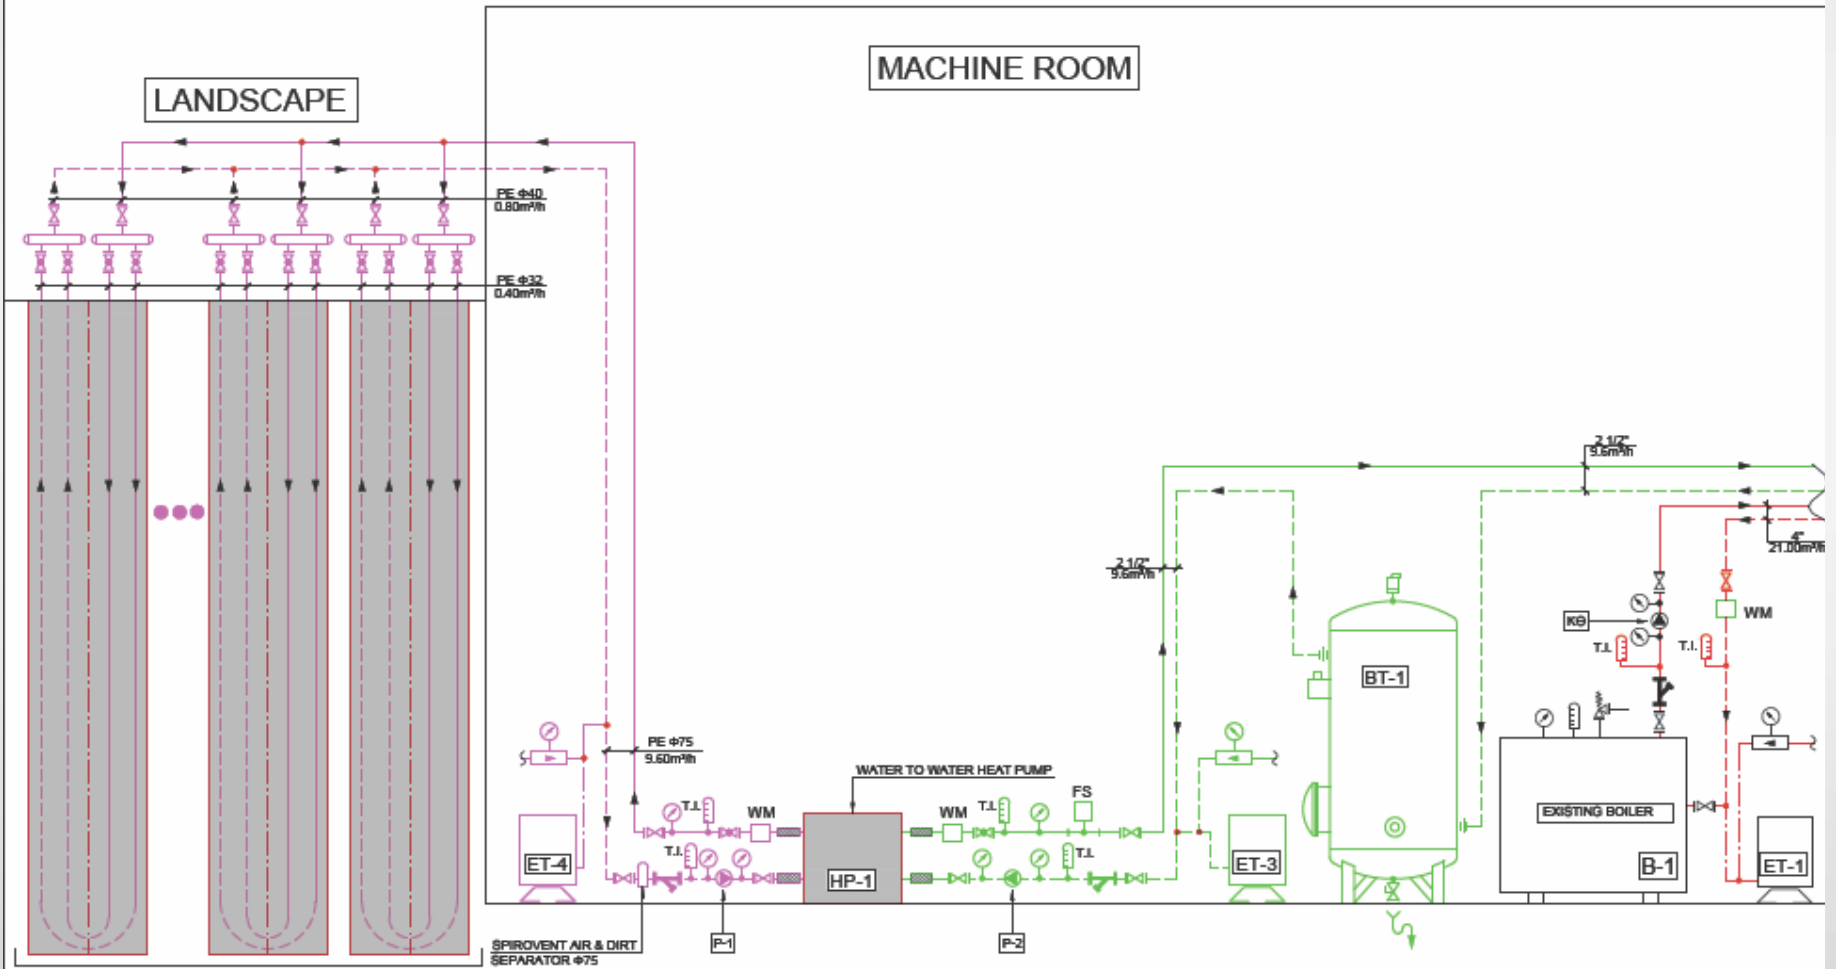 MACHINE ROOM
LANDSCAPE
PE Φ40
0.80m³/h
PE Φ32
0.40m³/h
2 1/2"
9.6m³/h
4"
21.00m³/h
2 1/2"
9.6m³/h
WM
KΘ
T.I.
T.I.
BT-1
PE Φ75
9.60m³/h
WATER TO WATER HEAT PUMP
FS
T.I.
WM
WM
T.I.
EXISTING BOILER
T.I.
T.I.
ET-4
HP-1
ET-3
B-1
ET-1
P-1
P-2
SPIROVENT AIR & DIRT
SEPARATOR Φ75